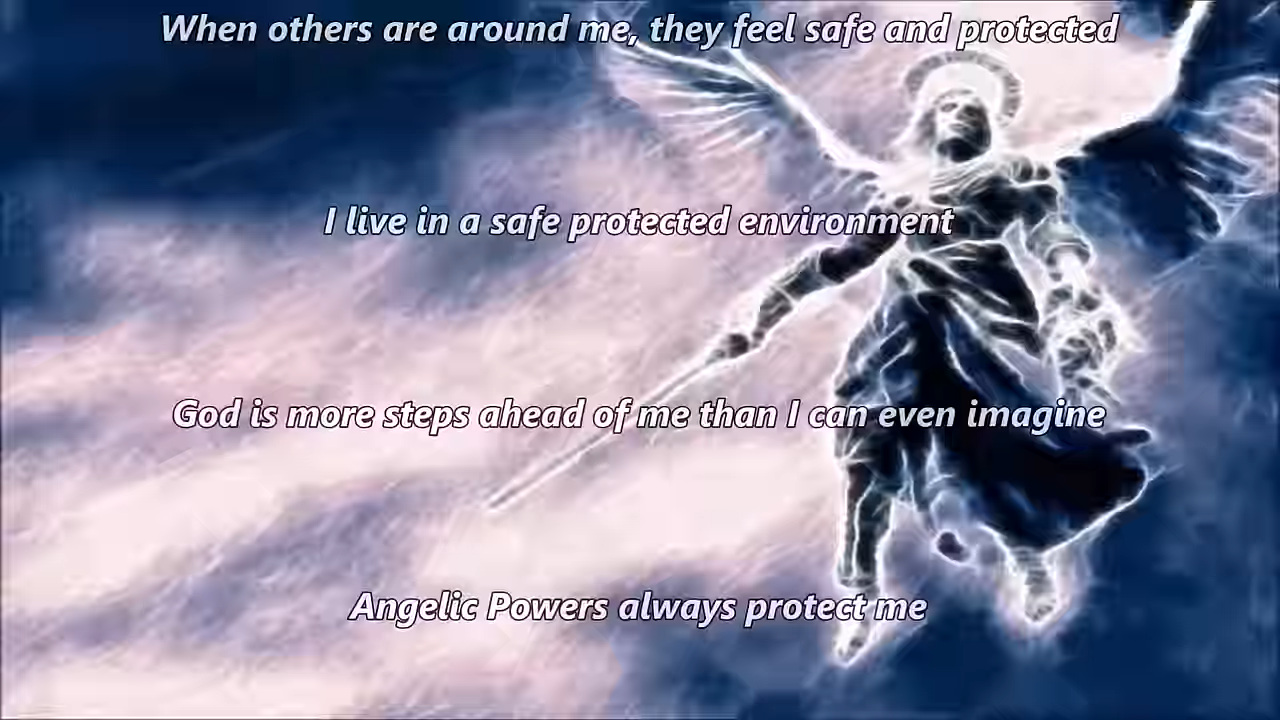 When others are around me, they feel safe and protected
I live in a safe protected environment
God is more steps ahead of me than I can even imagine
Angelic Powers always protect me